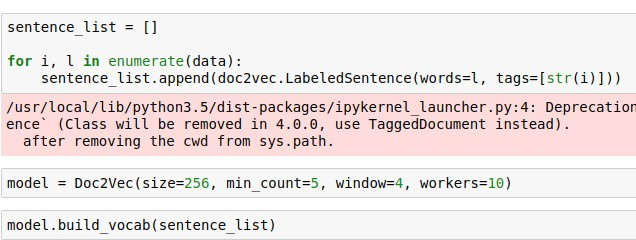 sentence_list = []
for i, l in enumerate(data):
    sentence_list.append(doc2vec.LabeledSentence(words=l, tags=[str(i)]))
/usr/local/lib/python3.5/dist-packages/ipykernel_launcher.py:4: Deprecation
ence` (Class will be removed in 4.0.0, use TaggedDocument instead).
  after removing the cwd from sys.path.
model = Doc2Vec(size=256, min_count=5, window=4, workers=10)
model.build_vocab(sentence_list)